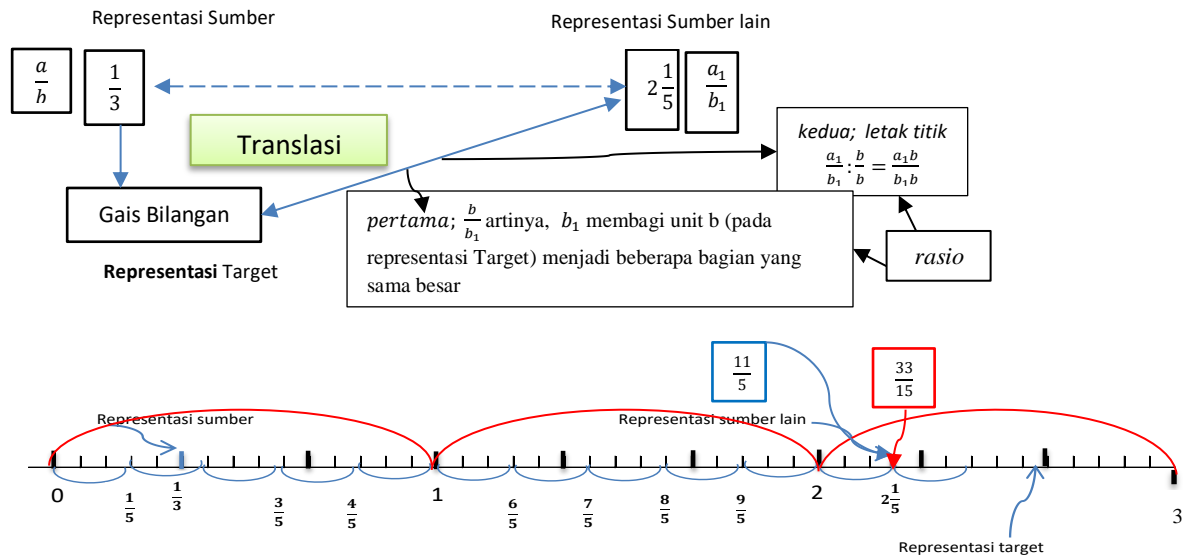 Representasi Sumber
Representasi Sumber lain
a/b
1/3
2 1/5
a₁/b₁
Translasi
kedua; letak titik
a₁/b₁ : b/b = a₁b/b₁b
Gais Bilangan
pertama; b/b₁ artinya, b₁ membagi unit b (pada
representasi Target) menjadi beberapa bagian yang
sama besar
rasio
Representasi Target
11/5
33/15
Representasi sumber
Representasi sumber lain
0
1/5
1/3
3/5
4/5
1
6/5
7/5
8/5
9/5
2
2 1/5
3
Representasi target